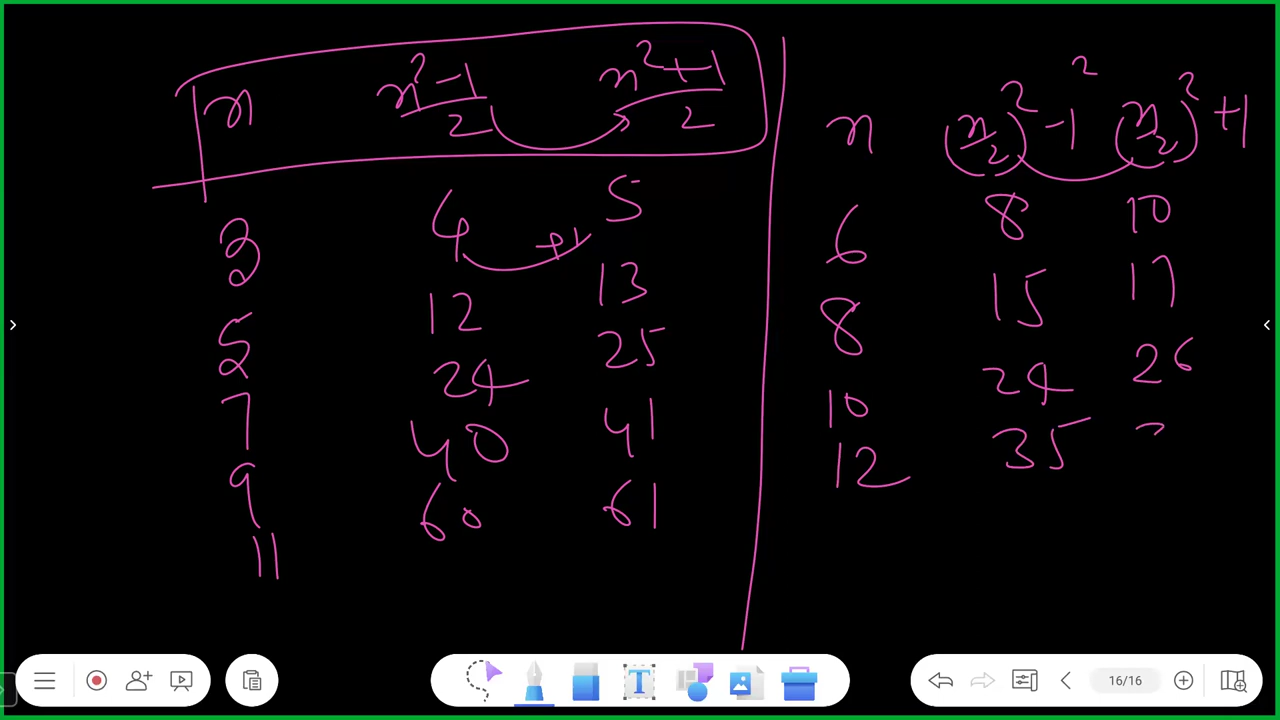 n	(n²-1)/2	(n²+1)/2
3	4	+1	5
5	12	13
7	24	25
9	40	41
11	60	61
2
n	(n/2)²-1	(n/2)²+1
6	8	10
8	15	17
10	24	26
12	35
T
16/16